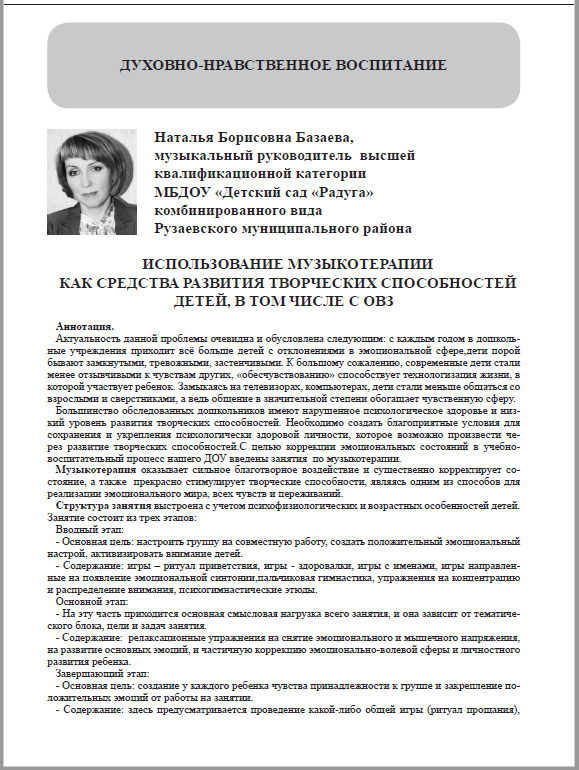 ДУХОВНО-НРАВСТВЕННОЕ ВОСПИТАНИЕ
Наталья Борисовна Базаева,
музыкальный руководитель высшей
квалификационной категории
МБДОУ «Детский сад «Радуга»
комбинированного вида
Рузаевского муниципального района
ИСПОЛЬЗОВАНИЕ МУЗЫКОТЕРАПИИ
КАК СРЕДСТВА РАЗВИТИЯ ТВОРЧЕСКИХ СПОСОБНОСТЕЙ
ДЕТЕЙ, В ТОМ ЧИСЛЕ С ОВЗ
Аннотация.
Актуальность данной проблемы очевидна и обусловлена следующим: с каждым годом в дошколь-
ные учреждения приходит всё больше детей с отклонениями в эмоциональной сфере,дети порой
бывают замкнутыми, тревожными, застенчивыми. К большому сожалению, современные дети стали
менее отзывчивыми к чувствам других, «обесчувствованию» способствует технологизация жизни, в
которой участвует ребенок. Замыкаясь на телевизорах, компьютерах, дети стали меньше общаться со
взрослыми и сверстниками, а ведь общение в значительной степени обогащает чувственную сферу.
Большинство обследованных дошкольников имеют нарушенное психологическое здоровье и низ-
кий уровень развития творческих способностей. Необходимо создать благоприятные условия для
сохранения и укрепления психологически здоровой личности, которое возможно произвести че-
рез развитие творческих способностей.С целью коррекции эмоциональных состояний в учебно-
воспитательный процесс нашего ДОУ введены занятия по музыкотерапии.
Музыкотерапия оказывает сильное благотворное воздействие и существенно корректирует со-
стояние, а также прекрасно стимулирует творческие способности, являясь одним из способов для
реализации эмоционального мира, всех чувств и переживаний.
Структура занятия выстроена с учетом психофизиологических и возрастных особенностей детей.
Занятие состоит из трех этапов:
Вводный этап:
- Основная цель: настроить группу на совместную работу, создать положительный эмоциональный
настрой, активизировать внимание детей.
- Содержание: игры – ритуал приветствия, игры - здоровалки, игры с именами, игры направлен-
ные на появление эмоциональной синтонии,пальчиковая гимнастика, упражнения на концентрацию
и распределение внимания, психогимнастические этюды.
Основной этап:
- На эту часть приходится основная смысловая нагрузка всего занятия, и она зависит от тематиче-
ского блока, цели и задач занятия.
- Содержание: релаксационные упражнения на снятие эмоционального и мышечного напряжения,
на развитие основных эмоций, и частичную коррекцию эмоционально-волевой сферы и личностного
развития ребенка.
Завершающий этап:
- Основная цель: создание у каждого ребенка чувства принадлежности к группе и закрепление по-
ложительных эмоций от работы на занятии.
- Содержание: здесь предусматривается проведение какой-либо общей игры (ритуал прощания),